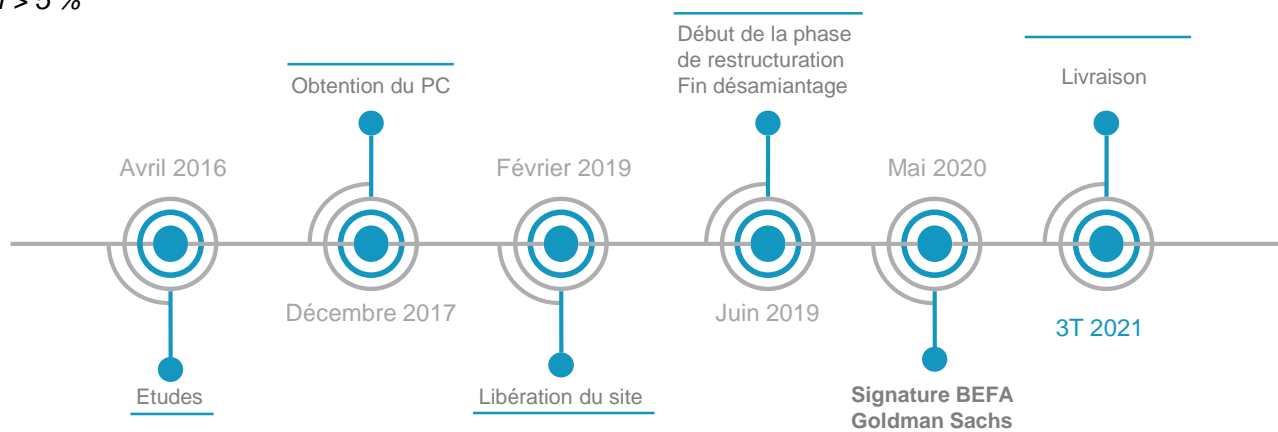 > 5 %
Début de la phase
de restructuration
Fin désamiantage
Obtention du PC
Livraison
Avril 2016
Février 2019
Mai 2020
Décembre 2017
Juin 2019
3T 2021
Etudes
Libération du site
Signature BEFA
Goldman Sachs